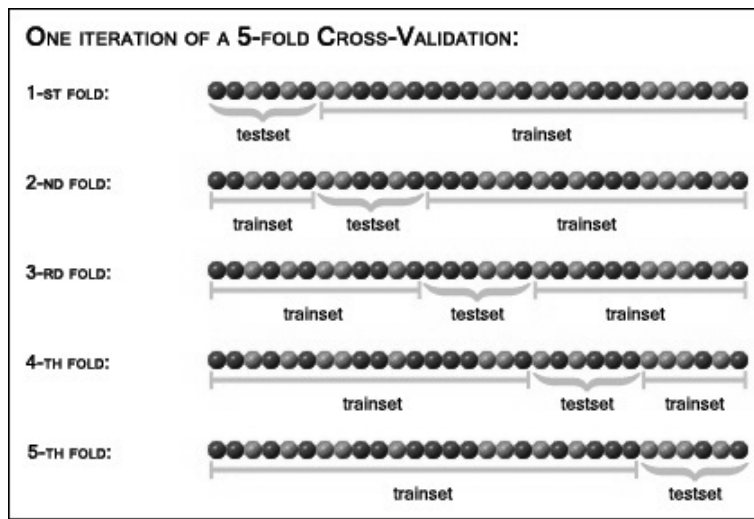 ONE ITERATION OF A 5-FOLD CROSS-VALIDATION:
1-ST FOLD:
testset trainset
2-ND FOLD:
trainset testset trainset
3-RD FOLD:
trainset testset trainset
4-TH FOLD:
trainset testset trainset
5-TH FOLD:
trainset testset